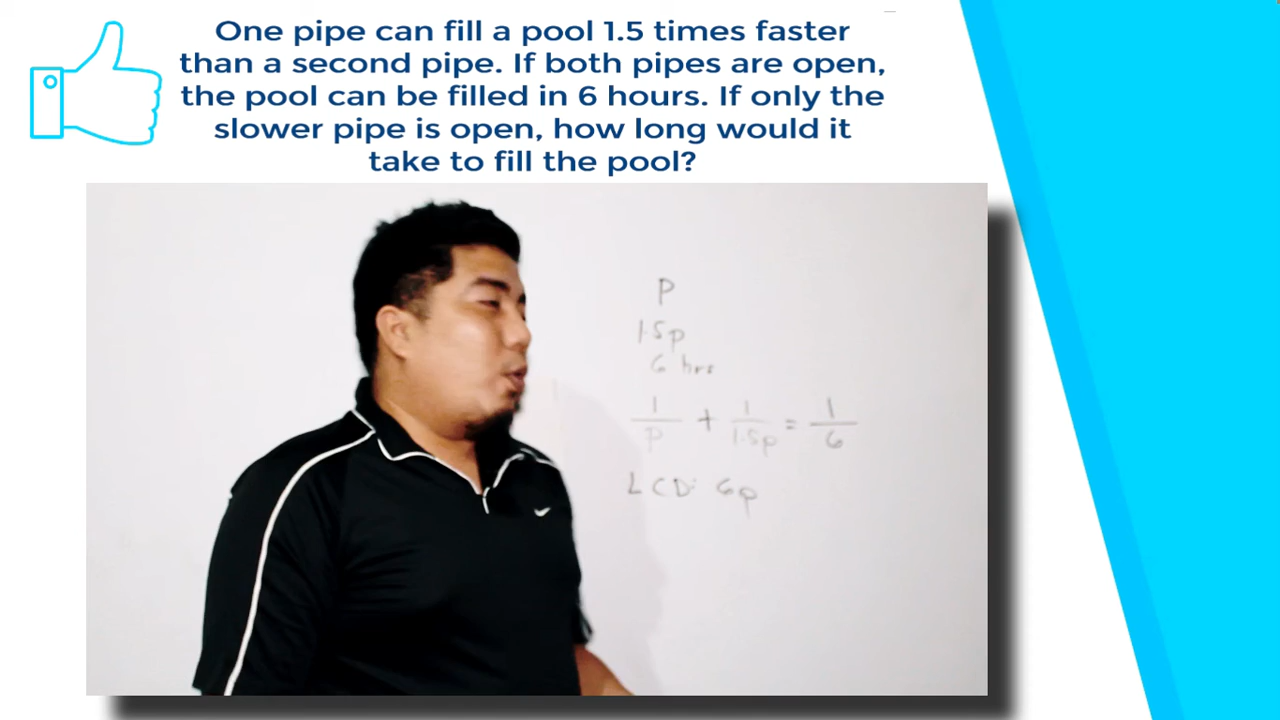 One pipe can fill a pool 1.5 times faster
than a second pipe. If both pipes are open,
the pool can be filled in 6 hours. If only the
slower pipe is open, how long would it
take to fill the pool?
P
1.5p
6 hrs
1/p + 1/1.5p = 1/6
LCD: 6p